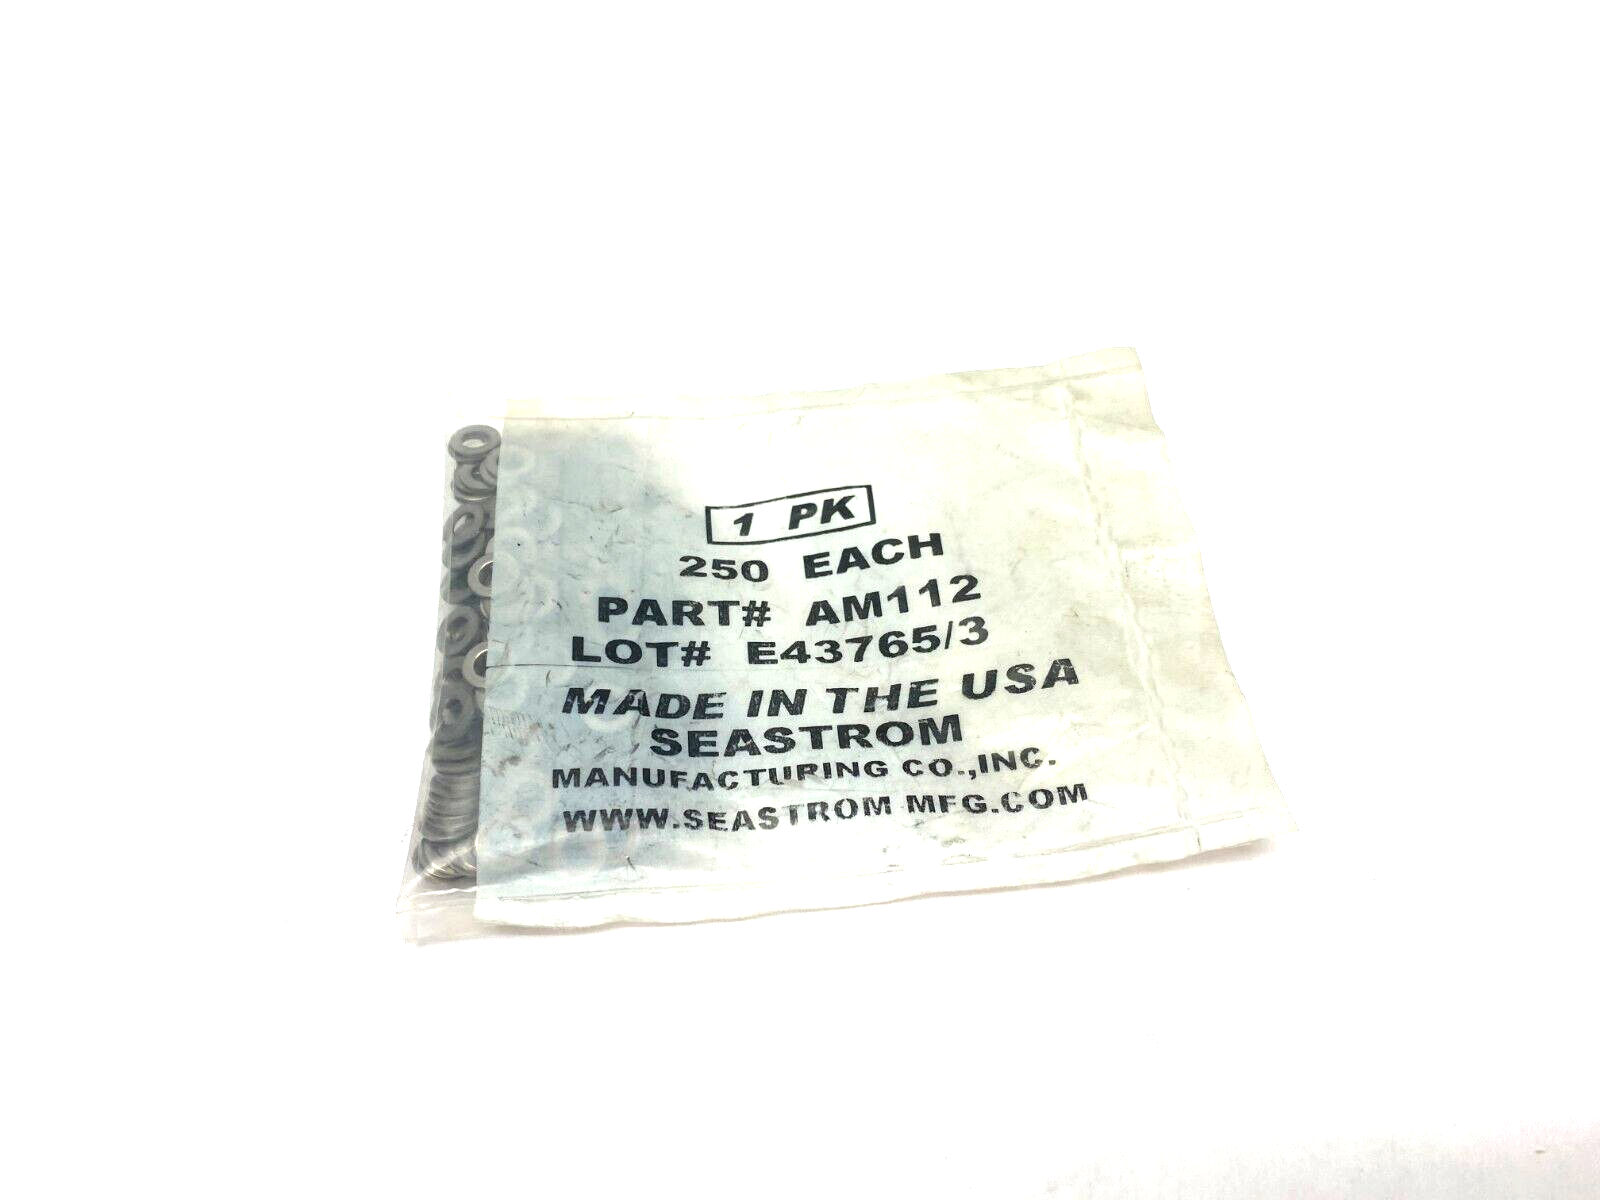 1 PK
250 EACH
PART# AM112
LOT# E43765/3
MADE IN THE USA
SEASTROM
MANUFACTURING CO.,INC.
WWW.SEASTROM-MFG.COM